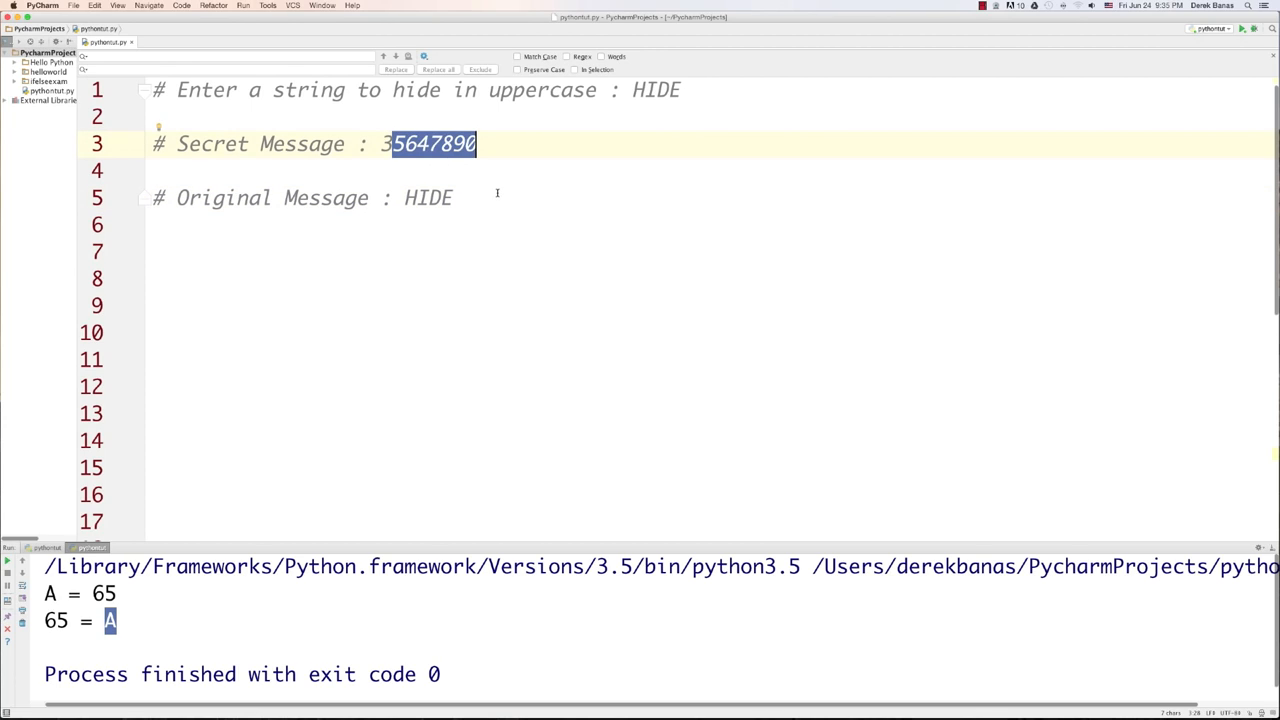 PyCharm File Edit View Navigate Code Refactor Run Tools VCS Window Help Fri Jun 24 9:35 PM Derek Banas
pythontut.py - PycharmProjects - [~/PycharmProjects]
PycharmProjects pythontut.py pythontut
pythontut.py ×
PycharmProject
Hello Python
helloworld
ifelseexam
pythontut.py
External Librarie
Match Case Regex Words
Replace Replace all Exclude Preserve Case In Selection
1 # Enter a string to hide in uppercase : HIDE
2
3 # Secret Message : 35647890
4
5 # Original Message : HIDE
6
7
8
9
10
11
12
13
14
15
16
17
Run: pythontut pythontut
/Library/Frameworks/Python.framework/Versions/3.5/bin/python3.5 /Users/derekbanas/PycharmProjects/pytho
A = 65
65 = A
Process finished with exit code 0
7 chars 3:28 LF÷ UTF-8÷